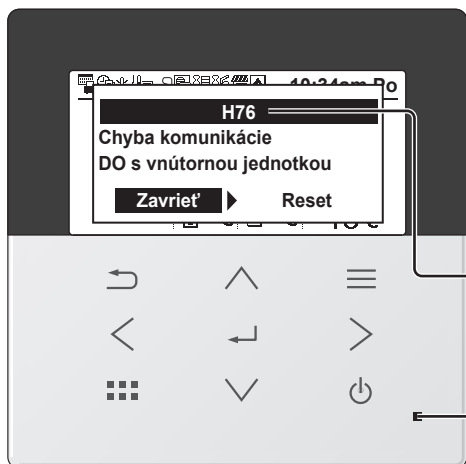 10:34am Po
H76
Chyba komunikácie
DO s vnútornou jednotkou
Zavrieť Reset